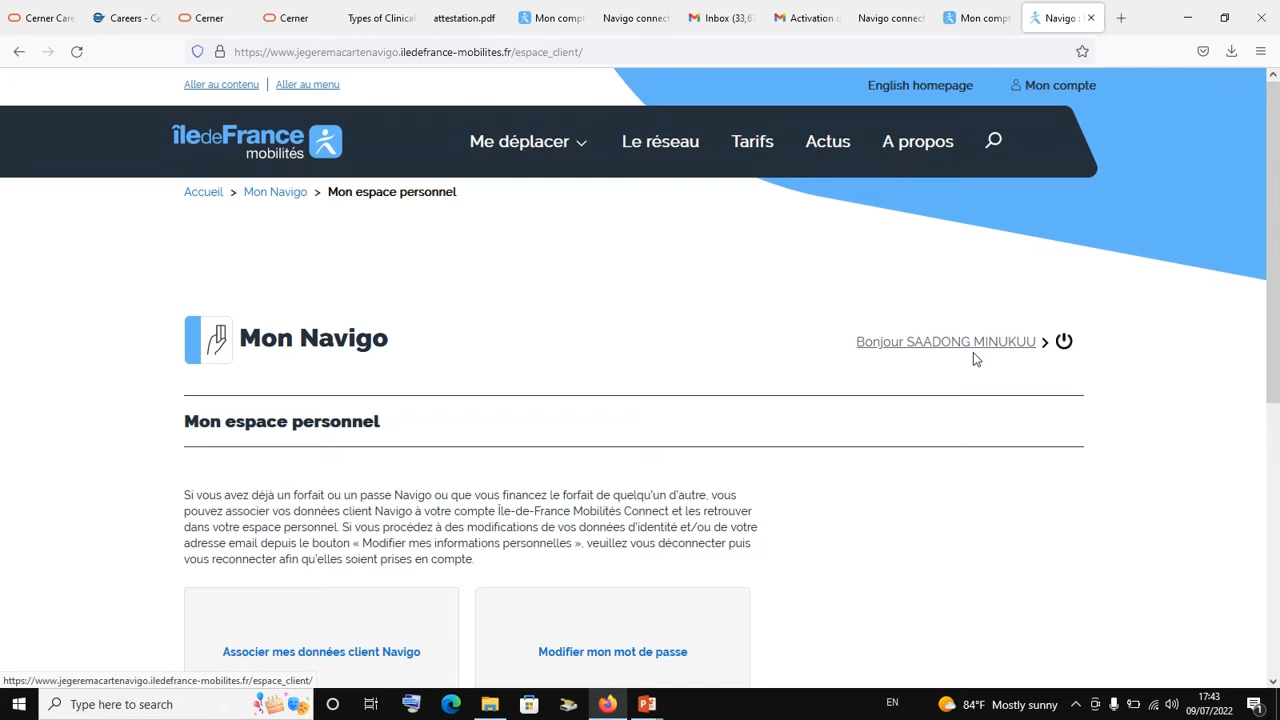 Cerner Care
Careers - Ce
Cerner
Cerner
Types of Clinical
attestation.pdf
Mon compt
Navigo connect
Inbox (33,67
Activation d
Navigo connect
Mon compt
Navigo :
https://www.jegeremacartenavigo.iledefrance-mobilites.fr/espace_client/
Aller au contenu
Aller au menu
English homepage
Mon compte
îledeFrance
mobilités
Me déplacer
Le réseau
Tarifs
Actus
A propos
Accueil > Mon Navigo > Mon espace personnel
Mon Navigo
Bonjour SAADONG MINUKUU
Mon espace personnel
Si vous avez déjà un forfait ou un passe Navigo ou que vous financez le forfait de quelqu'un d'autre, vous
pouvez associer vos données client Navigo à votre compte Île-de-France Mobilités Connect et les retrouver
dans votre espace personnel. Si vous procédez à des modifications de vos données d'identité et/ou de votre
adresse email depuis le bouton « Modifier mes informations personnelles », veuillez vous déconnecter puis
vous reconnecter afin qu'elles soient prises en compte.
Associer mes données client Navigo
Modifier mon mot de passe
https://www.jegeremacartenavigo.iledefrance-mobilites.fr/espace_client/
Type here to search
EN
84°F Mostly sunny
17:43
09/07/2022